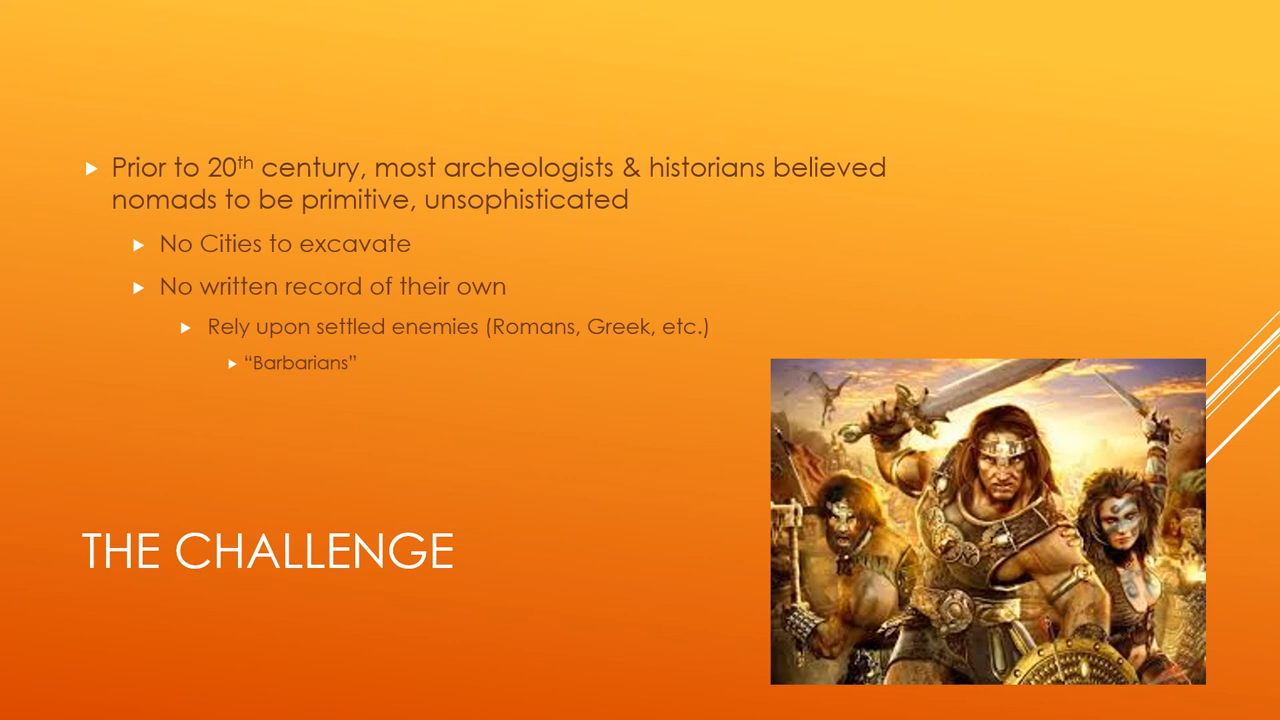 Prior to 20th century, most archeologists & historians believed
nomads to be primitive, unsophisticated
No Cities to excavate
No written record of their own
Rely upon settled enemies (Romans, Greek, etc.)
“Barbarians”
THE CHALLENGE